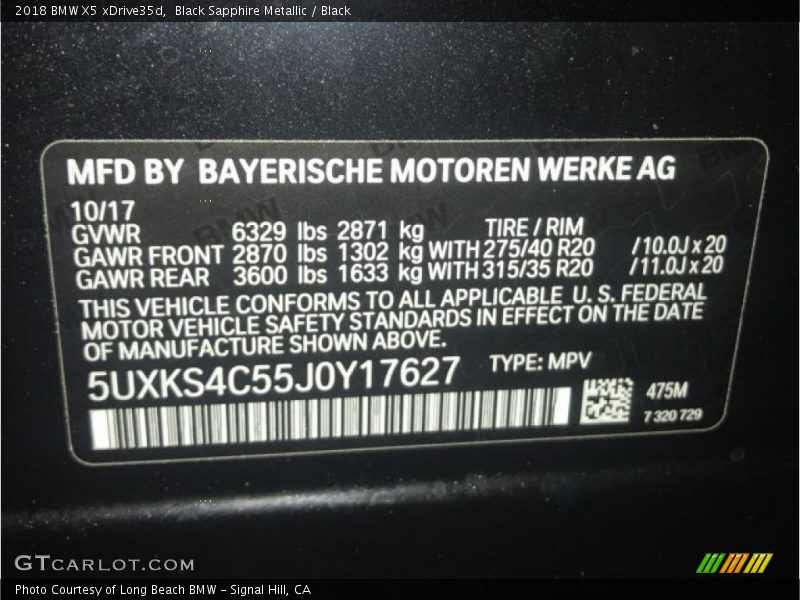 2018 BMW X5 xDrive35d,  Black Sapphire Metallic / Black
MFD BY BAYERISCHE MOTOREN WERKE AG
10/17
GVWR 6329 lbs 2871 kg TIRE / RIM
GAWR FRONT 2870 lbs 1302 kg WITH 275/40 R20 /10.0J x 20
GAWR REAR 3600 lbs 1633 kg WITH 315/35 R20 /11.0J x 20
THIS VEHICLE CONFORMS TO ALL APPLICABLE U. S. FEDERAL
MOTOR VEHICLE SAFETY STANDARDS IN EFFECT ON THE DATE
OF MANUFACTURE SHOWN ABOVE.
5UXKS4C55J0Y17627 TYPE: MPV
475M
7 320 729
GTCARLOT.COM
Photo Courtesy of Long Beach BMW - Signal Hill, CA